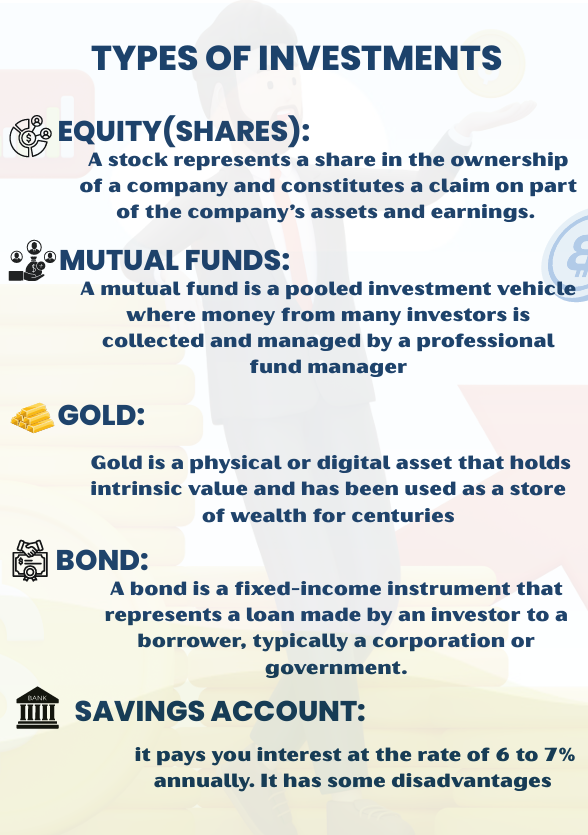 TYPES OF INVESTMENTS
EQUITY(SHARES):
A stock represents a share in the ownership
of a company and constitutes a claim on part
of the company’s assets and earnings.
MUTUAL FUNDS:
A mutual fund is a pooled investment vehicle
where money from many investors is
collected and managed by a professional
fund manager
GOLD:
Gold is a physical or digital asset that holds
intrinsic value and has been used as a store
of wealth for centuries
BOND:
A bond is a fixed-income instrument that
represents a loan made by an investor to a
borrower, typically a corporation or
government.
BANK
SAVINGS ACCOUNT:
it pays you interest at the rate of 6 to 7%
annually. It has some disadvantages